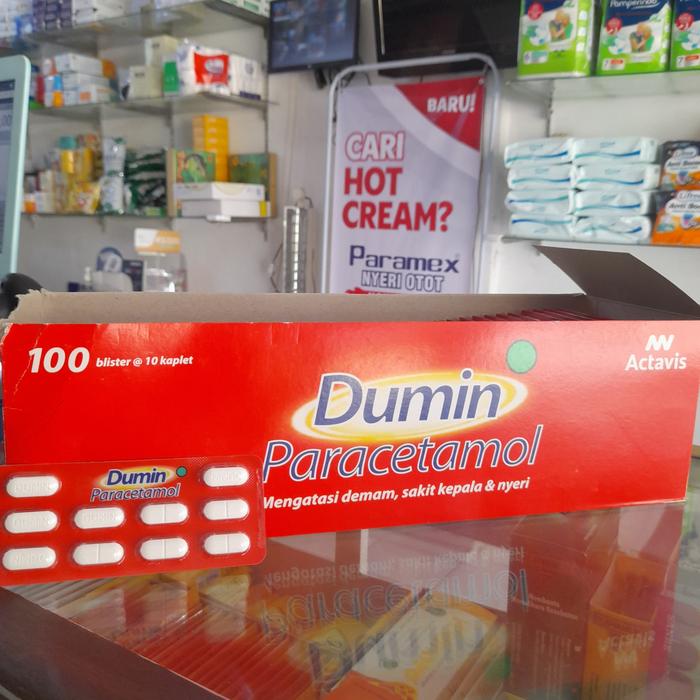 BARU!
CARI
HOT
CREAM?
Paramex
NYERI OTOT
100 blister @ 10 kaplet
Actavis
Dumin
Paracetamol
Mengatasi demam, sakit kepala & nyeri
Dumin
Paracetamol